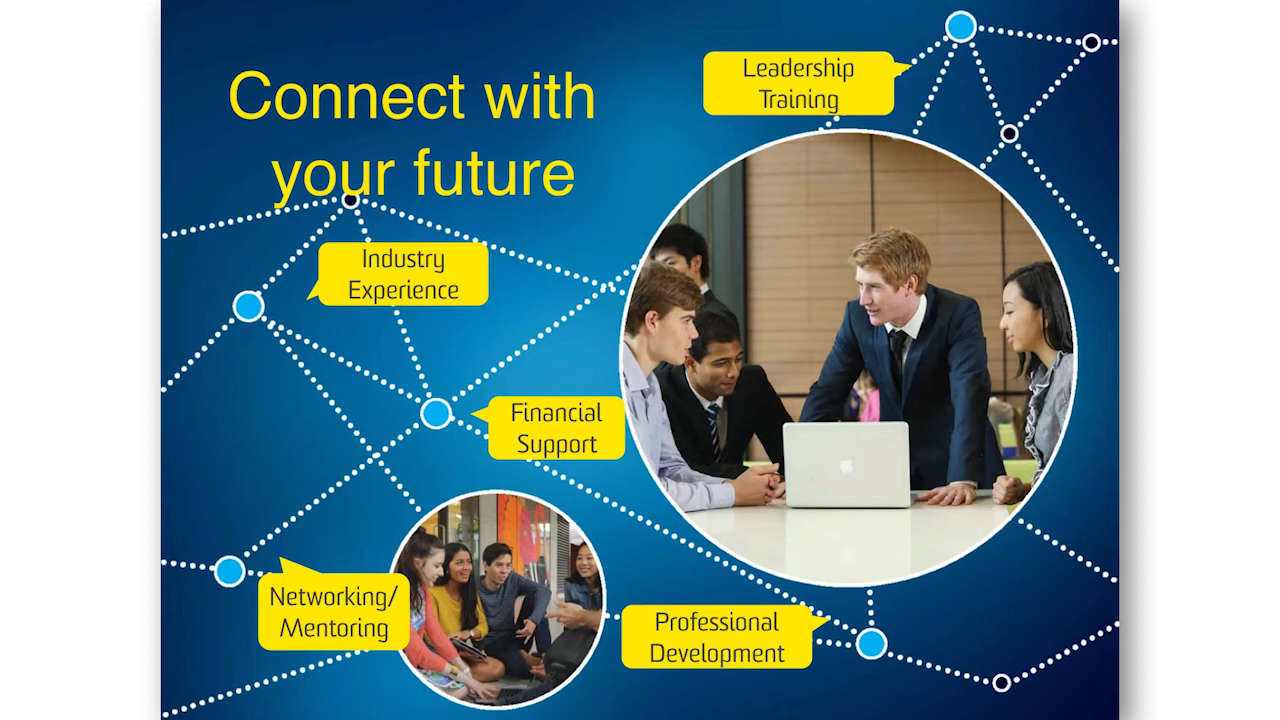 Connect with
your future
Leadership
Training
Industry
Experience
Financial
Support
Networking/
Mentoring
Professional
Development